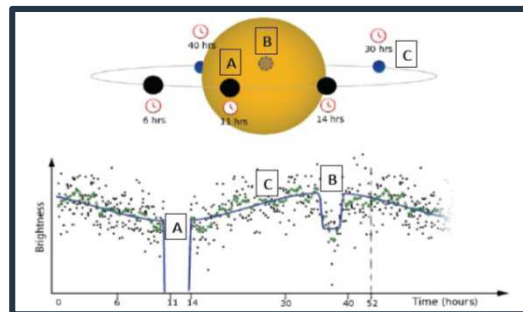 40 hrs
B
30 hrs
C
A
6 hrs
11 hrs
14 hrs
Brightness
A
C
B
0 6 11 14 30 40 52 Time (hours)